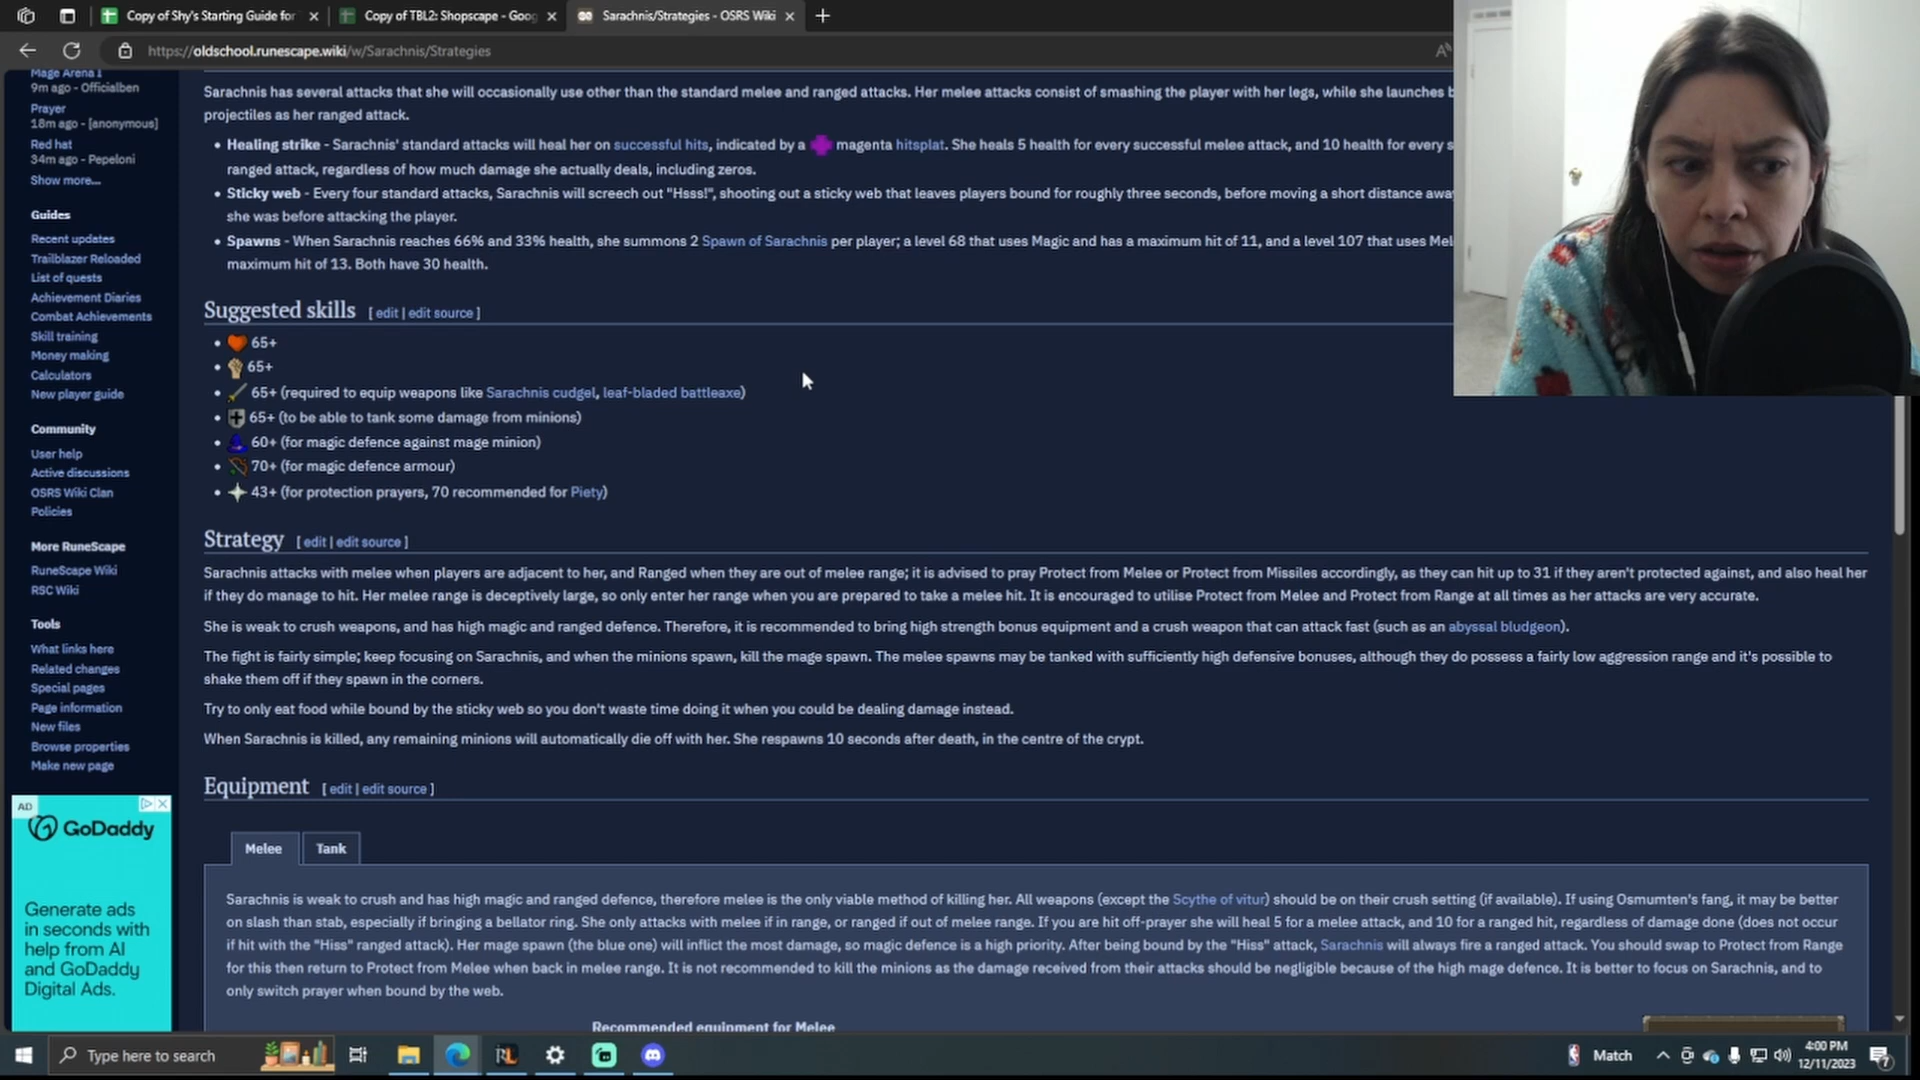 Copy of Shy's Starting Guide for
Copy of TBL2: Shopscape - Goog
Sarachnis/Strategies - OSRS Wiki
https://oldschool.runescape.wiki/w/Sarachnis/Strategies
Mage Arena I
9m ago - Officialben
Prayer
18m ago - [anonymous]
Red hat
34m ago - Pepeloni
Show more...
Guides
Recent updates
Trailblazer Reloaded
List of quests
Achievement Diaries
Combat Achievements
Skill training
Money making
Calculators
New player guide
Community
User help
Active discussions
OSRS Wiki Clan
Policies
More RuneScape
RuneScape Wiki
RSC Wiki
Tools
What links here
Related changes
Special pages
Page information
New files
Browse properties
Make new page
AD
GoDaddy
Generate ads
in seconds with
help from AI
and GoDaddy
Digital Ads.
Sarachnis has several attacks that she will occasionally use other than the standard melee and ranged attacks. Her melee attacks consist of smashing the player with her legs, while she launches
projectiles as her ranged attack.
• Healing strike - Sarachnis' standard attacks will heal her on successful hits, indicated by a magenta hitsplat. She heals 5 health for every successful melee attack, and 10 health for every
ranged attack, regardless of how much damage she actually deals, including zeros.
• Sticky web - Every four standard attacks, Sarachnis will screech out "Hsss!", shooting out a sticky web that leaves players bound for roughly three seconds, before moving a short distance
she was before attacking the player.
• Spawns - When Sarachnis reaches 66% and 33% health, she summons 2 Spawn of Sarachnis per player; a level 68 that uses Magic and has a maximum hit of 11, and a level 107 that uses
maximum hit of 13. Both have 30 health.
Suggested skills [ edit | edit source ]
• 65+
• 65+
• 65+ (required to equip weapons like Sarachnis cudgel, leaf-bladed battleaxe)
• 65+ (to be able to tank some damage from minions)
• 60+ (for magic defence against mage minion)
• 70+ (for magic defence armour)
• 43+ (for protection prayers, 70 recommended for Piety)
Strategy [ edit | edit source ]
Sarachnis attacks with melee when players are adjacent to her, and Ranged when they are out of melee range; it is advised to pray Protect from Melee or Protect from Missiles accordingly, as they can hit up to 31 if they aren't protected against, and also heal her
if they do manage to hit. Her melee range is deceptively large, so only enter her range when you are prepared to take a melee hit. It is encouraged to utilise Protect from Melee and Protect from Range at all times as her attacks are very accurate.
She is weak to crush weapons, and has high magic and ranged defence. Therefore, it is recommended to bring high strength bonus equipment and a crush weapon that can attack fast (such as an abyssal bludgeon).
The fight is fairly simple; keep focusing on Sarachnis, and when the minions spawn, kill the mage spawn. The melee spawns may be tanked with sufficiently high defensive bonuses, although they do possess a fairly low aggression range and it's possible to
shake them off if they spawn in the corners.
Try to only eat food while bound by the sticky web so you don't waste time doing it when you could be dealing damage instead.
When Sarachnis is killed, any remaining minions will automatically die off with her. She respawns 10 seconds after death, in the centre of the crypt.
Equipment [ edit | edit source ]
Melee
Tank
Sarachnis is weak to crush and has high magic and ranged defence, therefore melee is the only viable method of killing her. All weapons (except the Scythe of vitur) should be on their crush setting (if available). If using Osmumten's fang, it may be better
on slash than stab, especially if bringing a bellator ring. She only attacks with melee if in range, or ranged if out of melee range. If you are hit off-prayer she will heal 5 for a melee attack, and 10 for a ranged hit, regardless of damage done (does not occur
if hit with the "Hiss" ranged attack). Her mage spawn (the blue one) will inflict the most damage, so magic defence is a high priority. After being bound by the "Hiss" attack, Sarachnis will always fire a ranged attack. You should swap to Protect from Range
for this then return to Protect from Melee when back in melee range. It is not recommended to kill the minions as the damage received from their attacks should be negligible because of the high mage defence. It is better to focus on Sarachnis, and to
only switch prayer when bound by the web.
Recommended equipment for Melee
Type here to search
Match
4:00 PM
12/11/2023